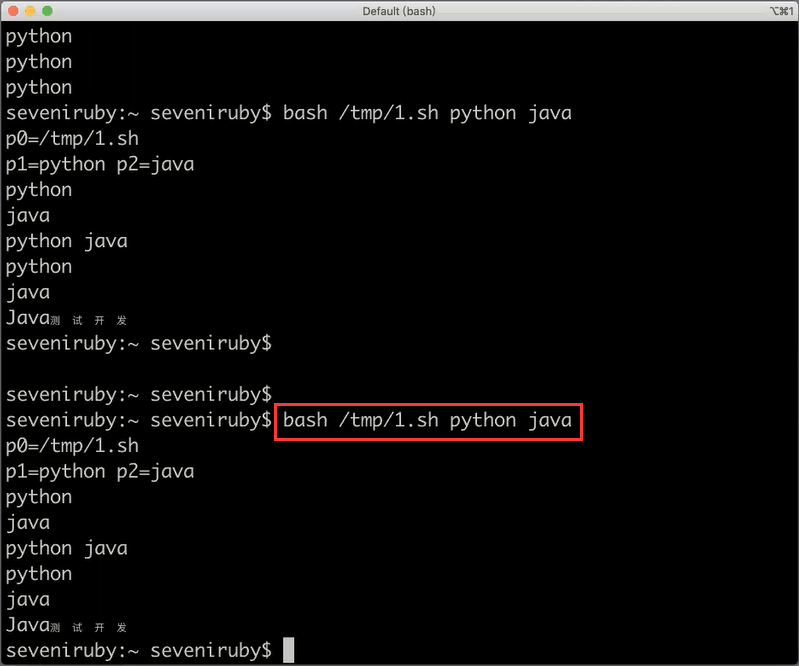 Default (bash)
⌥⌘1
python
python
python
seveniruby:~ seveniruby$ bash /tmp/1.sh python java
p0=/tmp/1.sh
p1=python p2=java
python
java
python java
python
java
Java测 试 开 发
seveniruby:~ seveniruby$
seveniruby:~ seveniruby$
seveniruby:~ seveniruby$ bash /tmp/1.sh python java
p0=/tmp/1.sh
p1=python p2=java
python
java
python java
python
java
Java测 试 开 发
seveniruby:~ seveniruby$